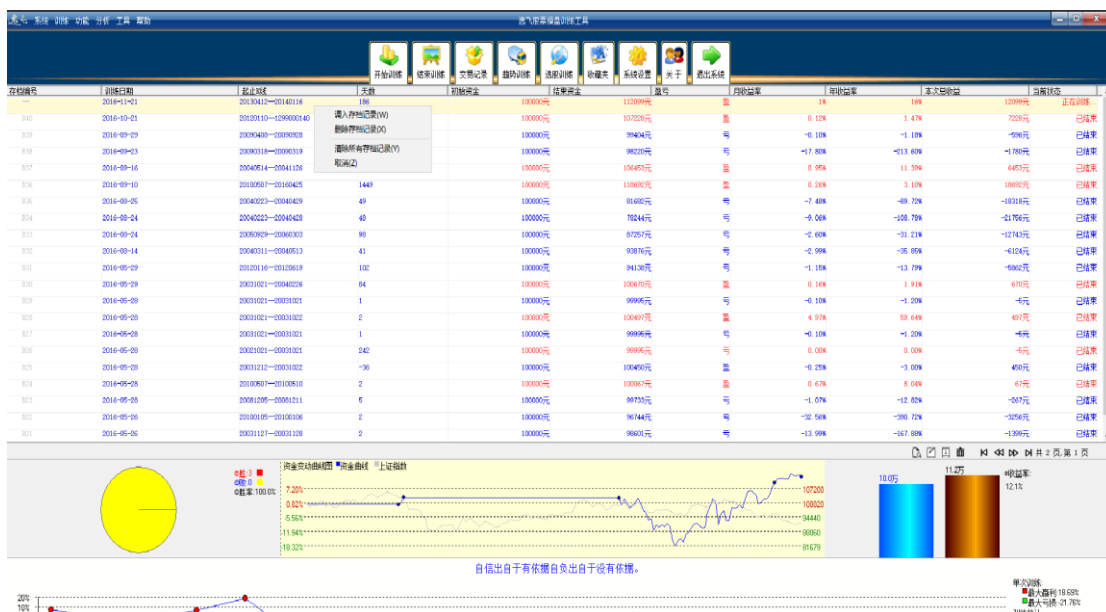 系统 训练 功能 分析 工具 帮助
逸飞股票操盘训练工具
开始训练 结束训练 交易记录 趋势训练 选股训练 收藏夹 系统设置 关于 退出系统
存档编号 训练日期 起止K线 天数 初始资金 结束资金 盈亏 月收益率 年收益率 本次总收益 当前状态
2016-11-21 20130412—20140116 186 100000元 112099元 盈 1% 16% 12099元 正在训练
840 2016-10-21 20120110—1299000140 100000元 107228元 盈 0.12% 1.47% 7228元 已结束
839 2016-09-29 20090408—20090928 100000元 99404元 亏 -0.10% -1.18% -596元 已结束
838 2016-09-23 20090318—20090319 100000元 98220元 亏 -17.80% -213.60% -1780元 已结束
837 2016-09-16 20040514—20041126 100000元 106453元 盈 0.95% 11.39% 6453元 已结束
836 2016-09-10 20100507—20160425 1449 100000元 118692元 盈 0.26% 3.10% 18692元 已结束
835 2016-08-25 20040223—20040429 49 100000元 81682元 亏 -7.48% -89.72% -18318元 已结束
834 2016-08-24 20040223—20040428 48 100000元 78244元 亏 -9.06% -108.78% -21756元 已结束
833 2016-08-24 20050929—20060303 98 100000元 87257元 亏 -2.60% -31.21% -12743元 已结束
832 2016-08-14 20040311—20040513 41 100000元 93876元 亏 -2.99% -35.85% -6124元 已结束
831 2016-05-29 20120116—20120619 102 100000元 94138元 亏 -1.15% -13.79% -5862元 已结束
830 2016-05-29 20031021—20040226 84 100000元 100670元 盈 0.16% 1.91% 670元 已结束
829 2016-05-28 20031021—20031021 1 100000元 99995元 亏 -0.10% -1.20% -5元 已结束
828 2016-05-28 20031021—20031022 2 100000元 100497元 盈 4.97% 59.64% 497元 已结束
827 2016-05-28 20031021—20031021 1 100000元 99995元 亏 -0.10% -1.20% -5元 已结束
826 2016-05-28 20021021—20031021 242 100000元 99995元 亏 0.00% 0.00% -5元 已结束
825 2016-05-28 20031212—20031022 -36 100000元 100450元 盈 -0.25% -3.00% 450元 已结束
824 2016-05-28 20100507—20100510 2 100000元 100067元 盈 0.67% 8.04% 67元 已结束
823 2016-05-28 20081205—20081211 5 100000元 99733元 亏 -1.07% -12.82% -267元 已结束
822 2016-05-26 20100105—20100106 2 100000元 96744元 亏 -32.56% -390.72% -3256元 已结束
821 2016-05-26 20031127—20031128 2 100000元 98601元 亏 -13.99% -167.88% -1399元 已结束
调入存档记录(W)
删除存档记录(X)
清除所有存档记录(Y)
取消(Z)
共 2 页,第 1 页
胜:3
败:0
胜率:100.0%
资金变动曲线图 资金曲线 上证指数
7.20% 107200
0.82% 100820
-5.56% 94440
-11.94% 88060
-18.32% 81679
10.0万 11.2万
收益率:
12.1%
自信出自于有依据自负出自于没有依据。
单次训练:
最大盈利:18.69%
最大亏损:-21.76%
20%
10%